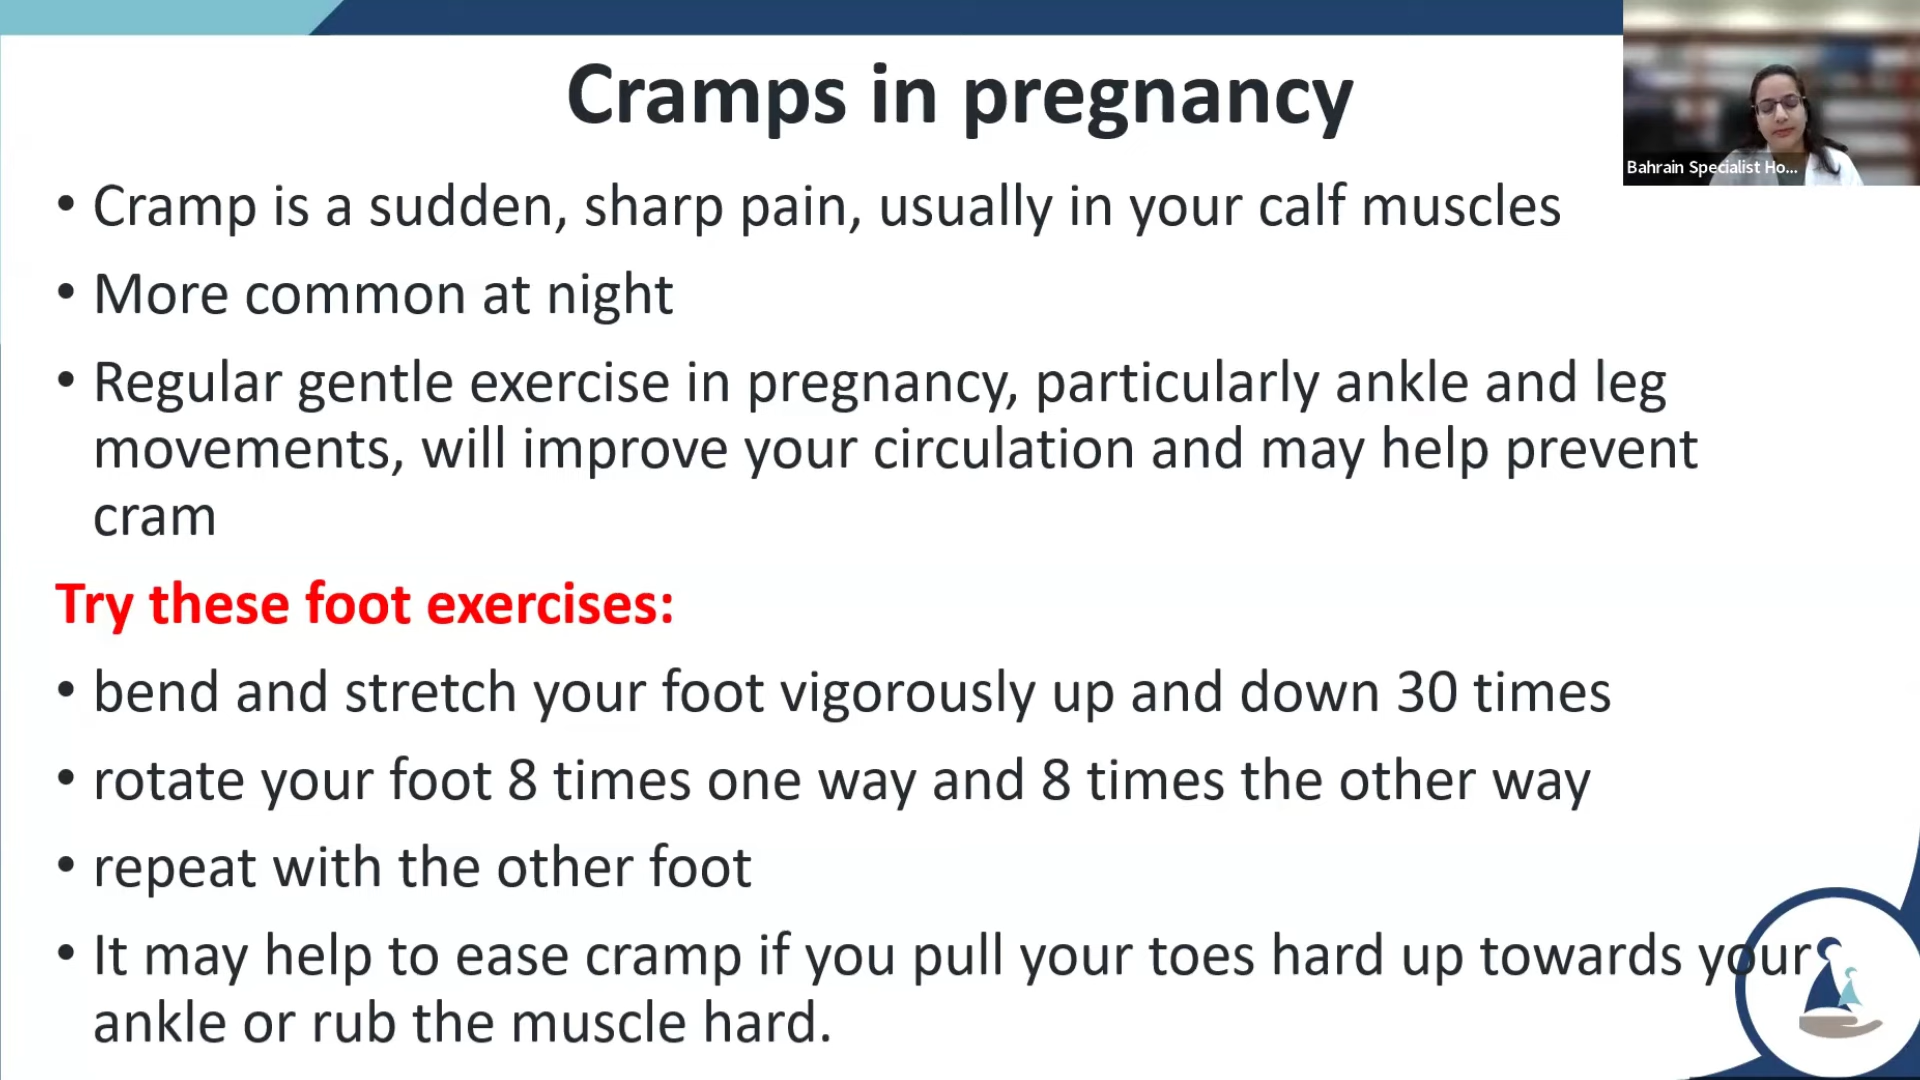 Cramps in pregnancy
Bahrain Specialist Ho...
• Cramp is a sudden, sharp pain, usually in your calf muscles
• More common at night
• Regular gentle exercise in pregnancy, particularly ankle and leg
movements, will improve your circulation and may help prevent
cram
Try these foot exercises:
• bend and stretch your foot vigorously up and down 30 times
• rotate your foot 8 times one way and 8 times the other way
• repeat with the other foot
• It may help to ease cramp if you pull your toes hard up towards your
ankle or rub the muscle hard.